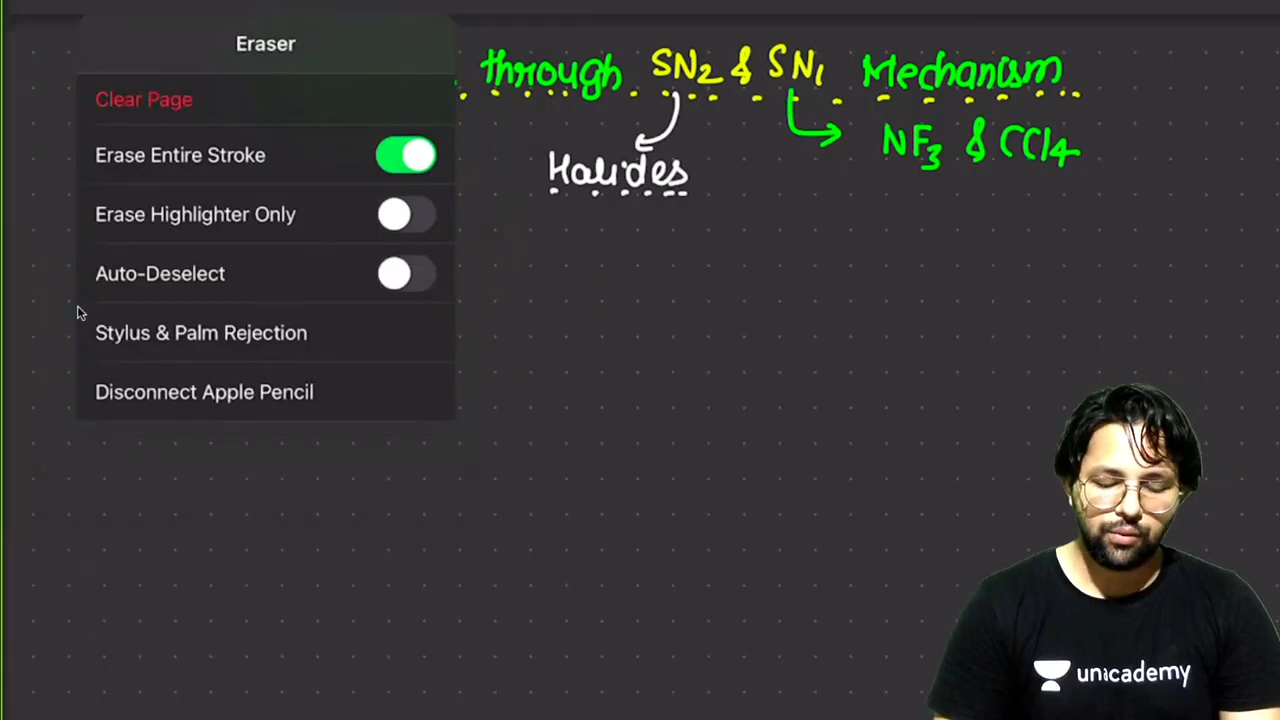 Eraser
Clear Page
Erase Entire Stroke
Erase Highlighter Only
Auto-Deselect
Stylus & Palm Rejection
Disconnect Apple Pencil
through SN2 & SN1 Mechanism
Halides
NF3 & CCl4
unacademy